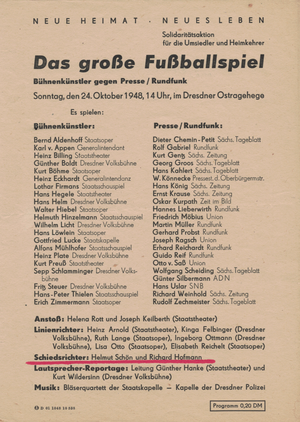 NEUE HEIMAT · NEUES LEBEN
Solidaritätsaktion
für die Umsiedler und Heimkehrer
Das große Fußballspiel
Bühnenkünstler gegen Presse / Rundfunk
Sonntag, den 24. Oktober 1948, 14 Uhr, im Dresdner Ostragehege
Es spielen:
Bühnenkünstler:
Bernd Aldenhoff Staatsoper
Karl v. Appen Generalintendant
Heinz Billing Staatstheater
Günther Boldt Dresdner Volksbühne
Kurt Böhme Staatsoper
Heinz Eckhardt Generalintendanz
Lothar Firmans Staatsschauspiel
Hans Hegele Staatstheater
Hans Helm Dresdner Volksbühne
Walter Hiebel Staatsoper
Helmuth Hinzelmann Staatsschauspiel
Wilhelm Licht Dresdner Volksbühne
Hans Löwlein Staatsoper
Gottfried Lucke Staatskapelle
Alfons Mühlhofer Staatsschauspiel
Heinz Plate Dresdner Volksbühne
Kurt Preuß Staatstheater
Sepp Schlamminger Dresdner Volksbühne
Fritz Steuer Dresdner Volksbühne
Hans-Peter Thielen Staatsschauspiel
Erich Zimmermann Staatsoper
Presse / Rundfunk:
Dieter Chemin-Petit Sächs. Tageblatt
Rolf Gabriel Rundfunk
Kurt Gentz Sächs. Zeitung
Georg Haas Sächs. Zeitung
Hans Kahlert Sächs. Tageblatt
W. Könnecke Presseat. d. Oberbürgermstr.
Hans König Sächs. Zeitung
Ernst Krause Sächs. Zeitung
Oskar Kurpath Zeit im Bild
Hannes Lieberwirth Rundfunk
Friedrich Möbius Union
Martin Müller Rundfunk
Gerhard Probst Rundfunk
Joseph Ragsch Union
Erhard Reichardt Rundfunk
Guido Reif Rundfunk
Otto v. Saß Union
Wolfgang Scheiding Sächs. Tageblatt
Günter Silbermann ADN
Hans Uslar SNB
Richard Weinhold Sächs. Zeitung
Rudolf Zechmeister Sächs. Tageblatt
Anstoß: Helena Rott und Joseph Keilberth (Staatstheater)
Linienrichter: Heinz Arnold (Staatstheater), Kinga Felbinger (Dresdner
Volksbühne), Ruth Lange (Staatstheater), Ingeborg Ottmann (Dresdner
Volksbühne), Lisa Otto (Staatsoper), Elisabeth Reichelt (Staatsoper)
Schiedsrichter: Helmut Schön und Richard Hofmann
Lautsprecher-Reportage: Leitung Günther Hanke (Staatstheater) und
Kurt Wildersinn (Dresdner Volksbühne)
Musik: Bläserquartett der Staatskapelle — Kapelle der Dresdner Polizei
Programm 0,20 DM